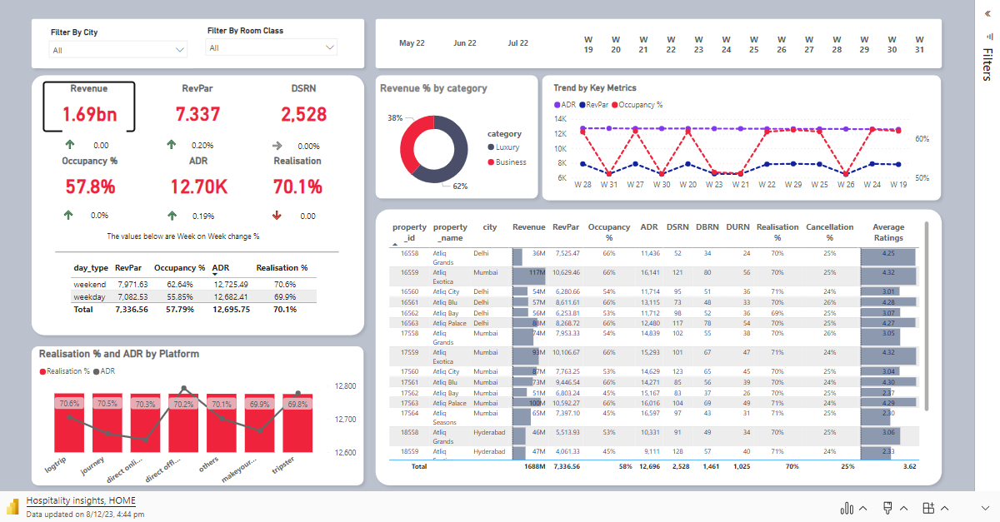 Filter By City
All
Filter By Room Class
All
May 22 Jun 22 Jul 22
W 19 W 20 W 21 W 22 W 23 W 24 W 25 W 26 W 27 W 28 W 29 W 30 W 31
Filters
Revenue RevPar DSRN
1.69bn 7.337 2,528
0.00 0.20% 0.00%
Occupancy % ADR Realisation
57.8% 12.70K 70.1%
0.0% 0.19% 0.00
The values below are Week on Week change %
day_type RevPar Occupancy % ADR Realisation %
weekend 7,971.63 62.64% 12,725.49 70.6%
weekday 7,082.53 55.85% 12,682.41 69.9%
Total 7,336.56 57.79% 12,695.75 70.1%
Realisation % and ADR by Platform
Realisation % ADR
12,800
12,700
12,600
70.6% 70.5% 70.3% 70.2% 70.1% 69.9% 69.8%
logtrip journey direct onli... direct offl... others makeyour... tripster
Revenue % by category
38%
62%
category
Luxury
Business
Trend by Key Metrics
ADR RevPar Occupancy %
14K
12K
10K
8K
6K
60%
50%
W 28 W 31 W 27 W 30 W 20 W 23 W 21 W 22 W 29 W 25 W 26 W 24 W 19
property_id property_name city Revenue RevPar Occupancy % ADR DSRN DBRN DURN Realisation % Cancellation % Average Ratings
16558 Atliq Grands Delhi 36M 7,525.47 66% 11,436 52 34 24 70% 25% 4.25
16559 Atliq Exotica Mumbai 117M 10,629.46 66% 16,141 121 80 56 70% 25% 4.32
16560 Atliq City Delhi 54M 6,280.66 54% 11,714 95 51 36 71% 24% 3.01
16561 Atliq Blu Delhi 57M 8,611.61 66% 13,115 73 48 33 70% 26% 4.28
16562 Atliq Bay Delhi 56M 6,253.81 53% 11,712 98 52 36 69% 25% 3.07
16563 Atliq Palace Delhi 88M 8,268.72 66% 12,480 117 78 54 70% 25% 4.27
17558 Atliq Grands Mumbai 74M 7,953.33 54% 14,839 102 55 38 70% 26% 3.05
17559 Atliq Exotica Mumbai 93M 10,106.67 66% 15,293 101 67 47 71% 24% 4.32
17560 Atliq City Mumbai 87M 7,763.25 53% 14,629 123 65 45 70% 25% 3.04
17561 Atliq Blu Mumbai 73M 9,446.54 66% 14,271 85 56 39 70% 24% 4.30
17562 Atliq Bay Mumbai 51M 6,803.24 45% 15,167 83 37 26 70% 25% 2.37
17563 Atliq Palace Mumbai 100M 10,592.27 66% 16,016 104 69 49 71% 24% 4.29
17564 Atliq Seasons Mumbai 65M 7,397.10 45% 16,597 97 43 31 71% 25% 2.30
18558 Atliq Grands Hyderabad 46M 5,513.93 53% 10,331 91 49 34 70% 25% 3.06
18559 Atliq Hyderabad 47M 4,061.33 45% 9,111 128 57 40 71% 24% 2.33
Total 1688M 7,336.56 58% 12,696 2,528 1,461 1,025 70% 25% 3.62
Hospitality insights, HOME
Data updated on 8/12/23, 4:44 pm